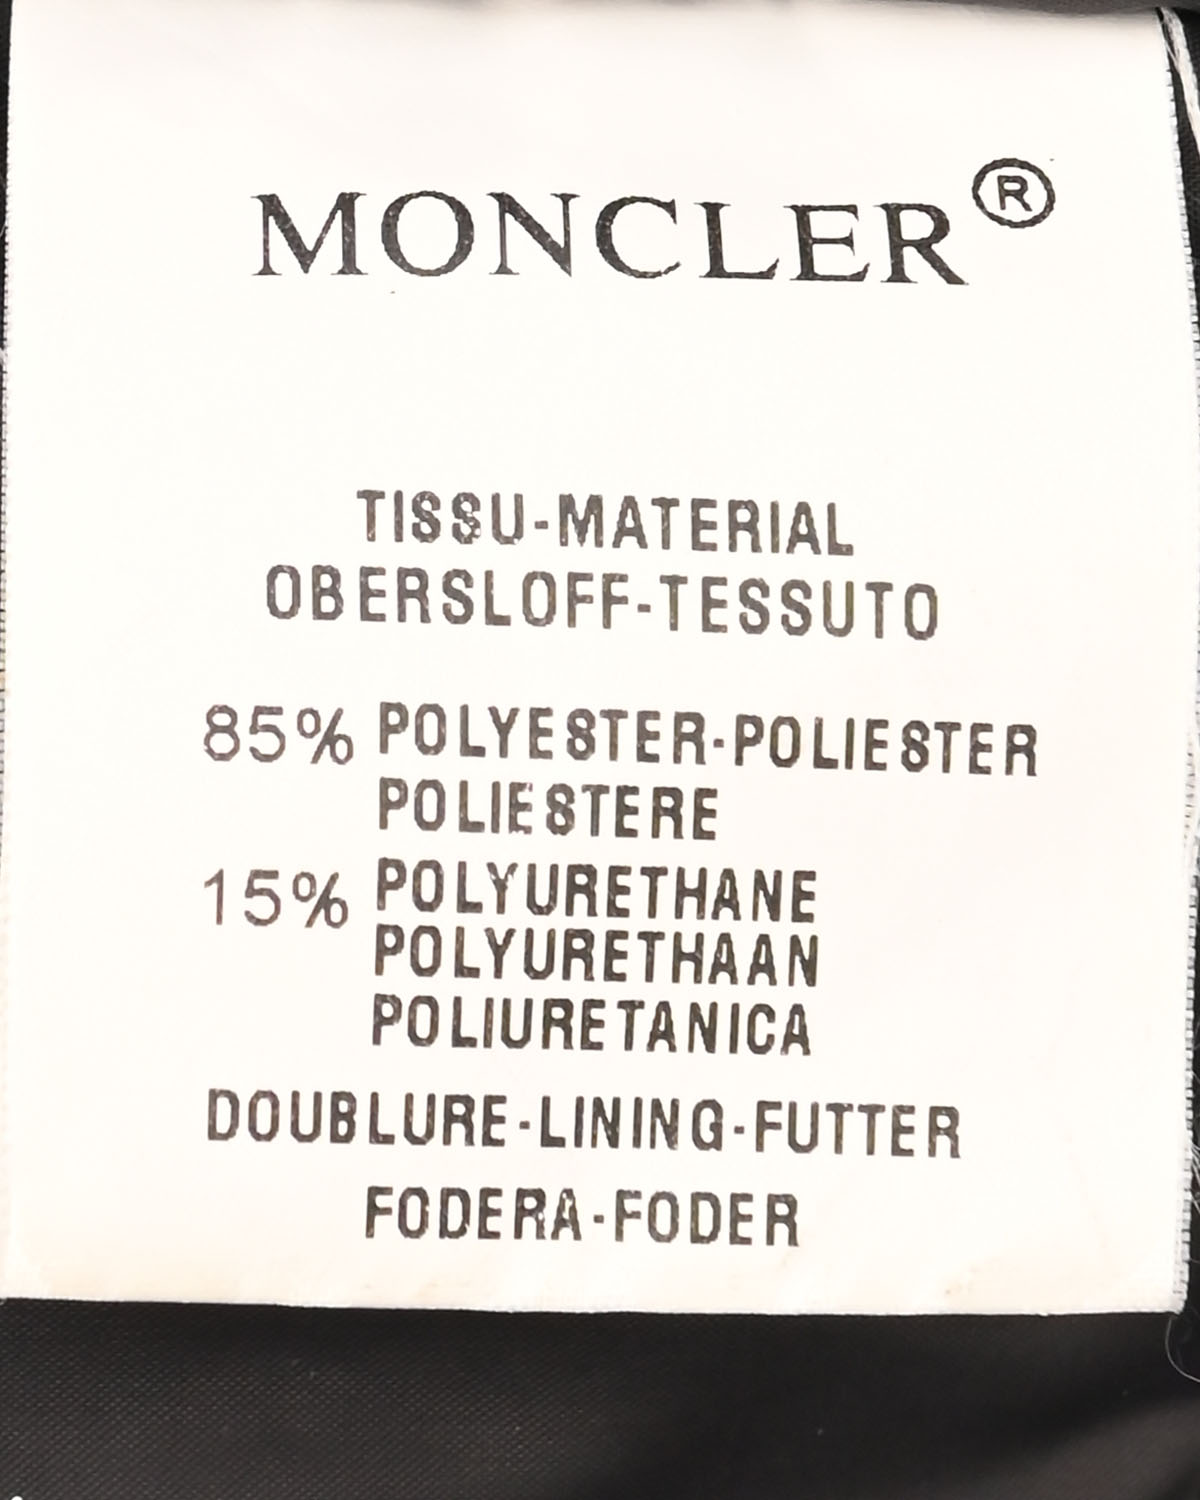 MONCLER®
TISSU-MATERIAL
OBERSLOFF-TESSUTO
85% POLYESTER-POLIESTER
POLIESTERE
15% POLYURETHANE
POLYURETHAAN
POLIURETANICA
DOUBLURE-LINING-FUTTER
FODERA-FODER